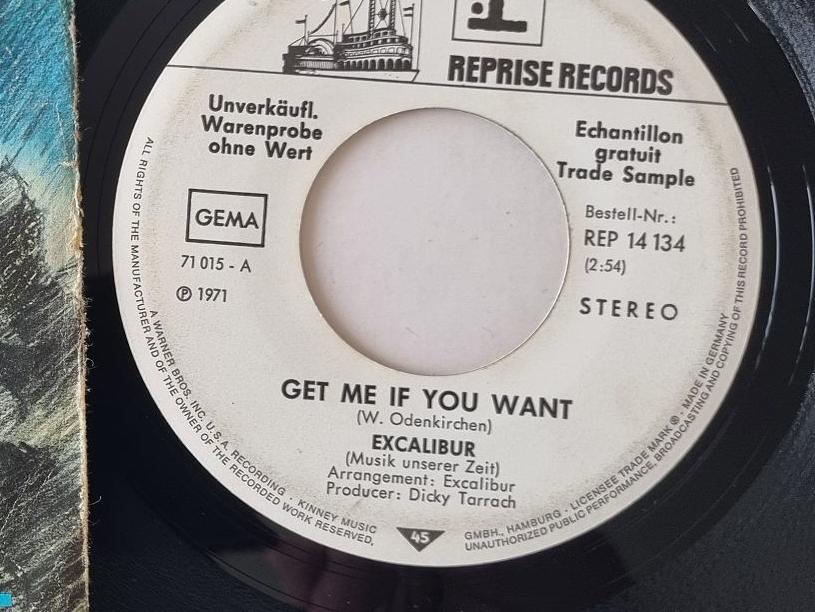 REPRISE RECORDS
Unverkäufl.
Warenprobe
ohne Wert
Echantillon
gratuit
Trade Sample
GEMA
71 015 - A
℗ 1971
Bestell-Nr.:
REP 14 134
(2:54)
STEREO
GET ME IF YOU WANT
(W. Odenkirchen)
EXCALIBUR
(Musik unserer Zeit)
Arrangement: Excalibur
Producer: Dicky Tarrach
45
ALL RIGHTS OF THE MANUFACTURER AND OF THE OWNER OF THE RECORDED WORK RESERVED,
UNAUTHORIZED PUBLIC PERFORMANCE, BROADCASTING AND COPYING OF THIS RECORD PROHIBITED
A WARNER BROS. INC. U.S.A. RECORDING · KINNEY MUSIC
GMBH., HAMBURG · LICENSEE TRADE MARK ® · MADE IN GERMANY